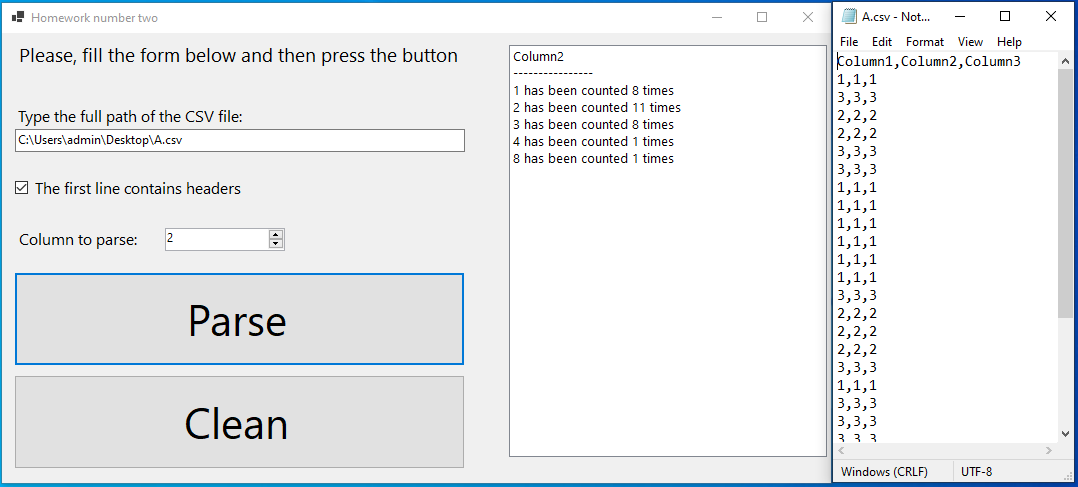 Homework number two
Please, fill the form below and then press the button
Type the full path of the CSV file:
C:\Users\admin\Desktop\A.csv
The first line contains headers
Column to parse:
2
Parse
Clean
Column2
----------------
1 has been counted 8 times
2 has been counted 11 times
3 has been counted 8 times
4 has been counted 1 times
8 has been counted 1 times
A.csv - Not...
File Edit Format View Help
Column1,Column2,Column3
1,1,1
3,3,3
2,2,2
2,2,2
3,3,3
3,3,3
1,1,1
1,1,1
1,1,1
1,1,1
1,1,1
1,1,1
3,3,3
2,2,2
2,2,2
2,2,2
3,3,3
1,1,1
3,3,3
3,3,3
3,3,3
Windows (CRLF) UTF-8